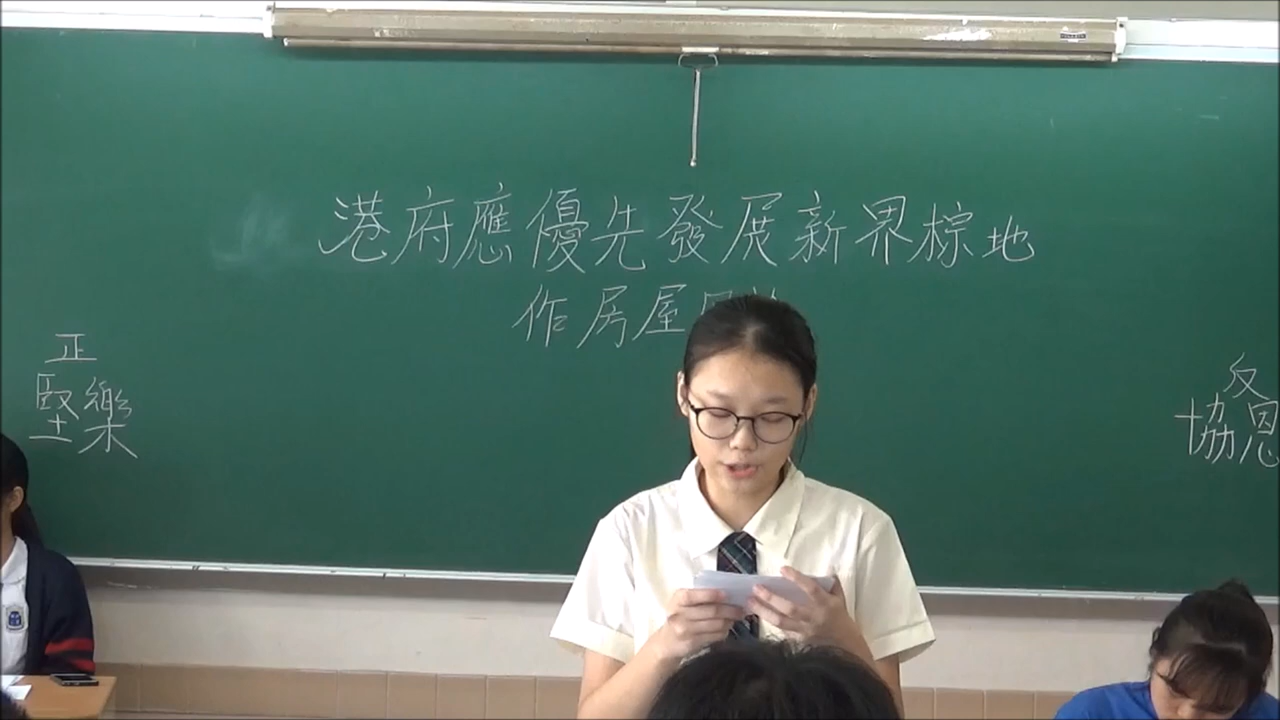 港府應優先發展新界棕地
作房屋
正
堅樂
反
協恩